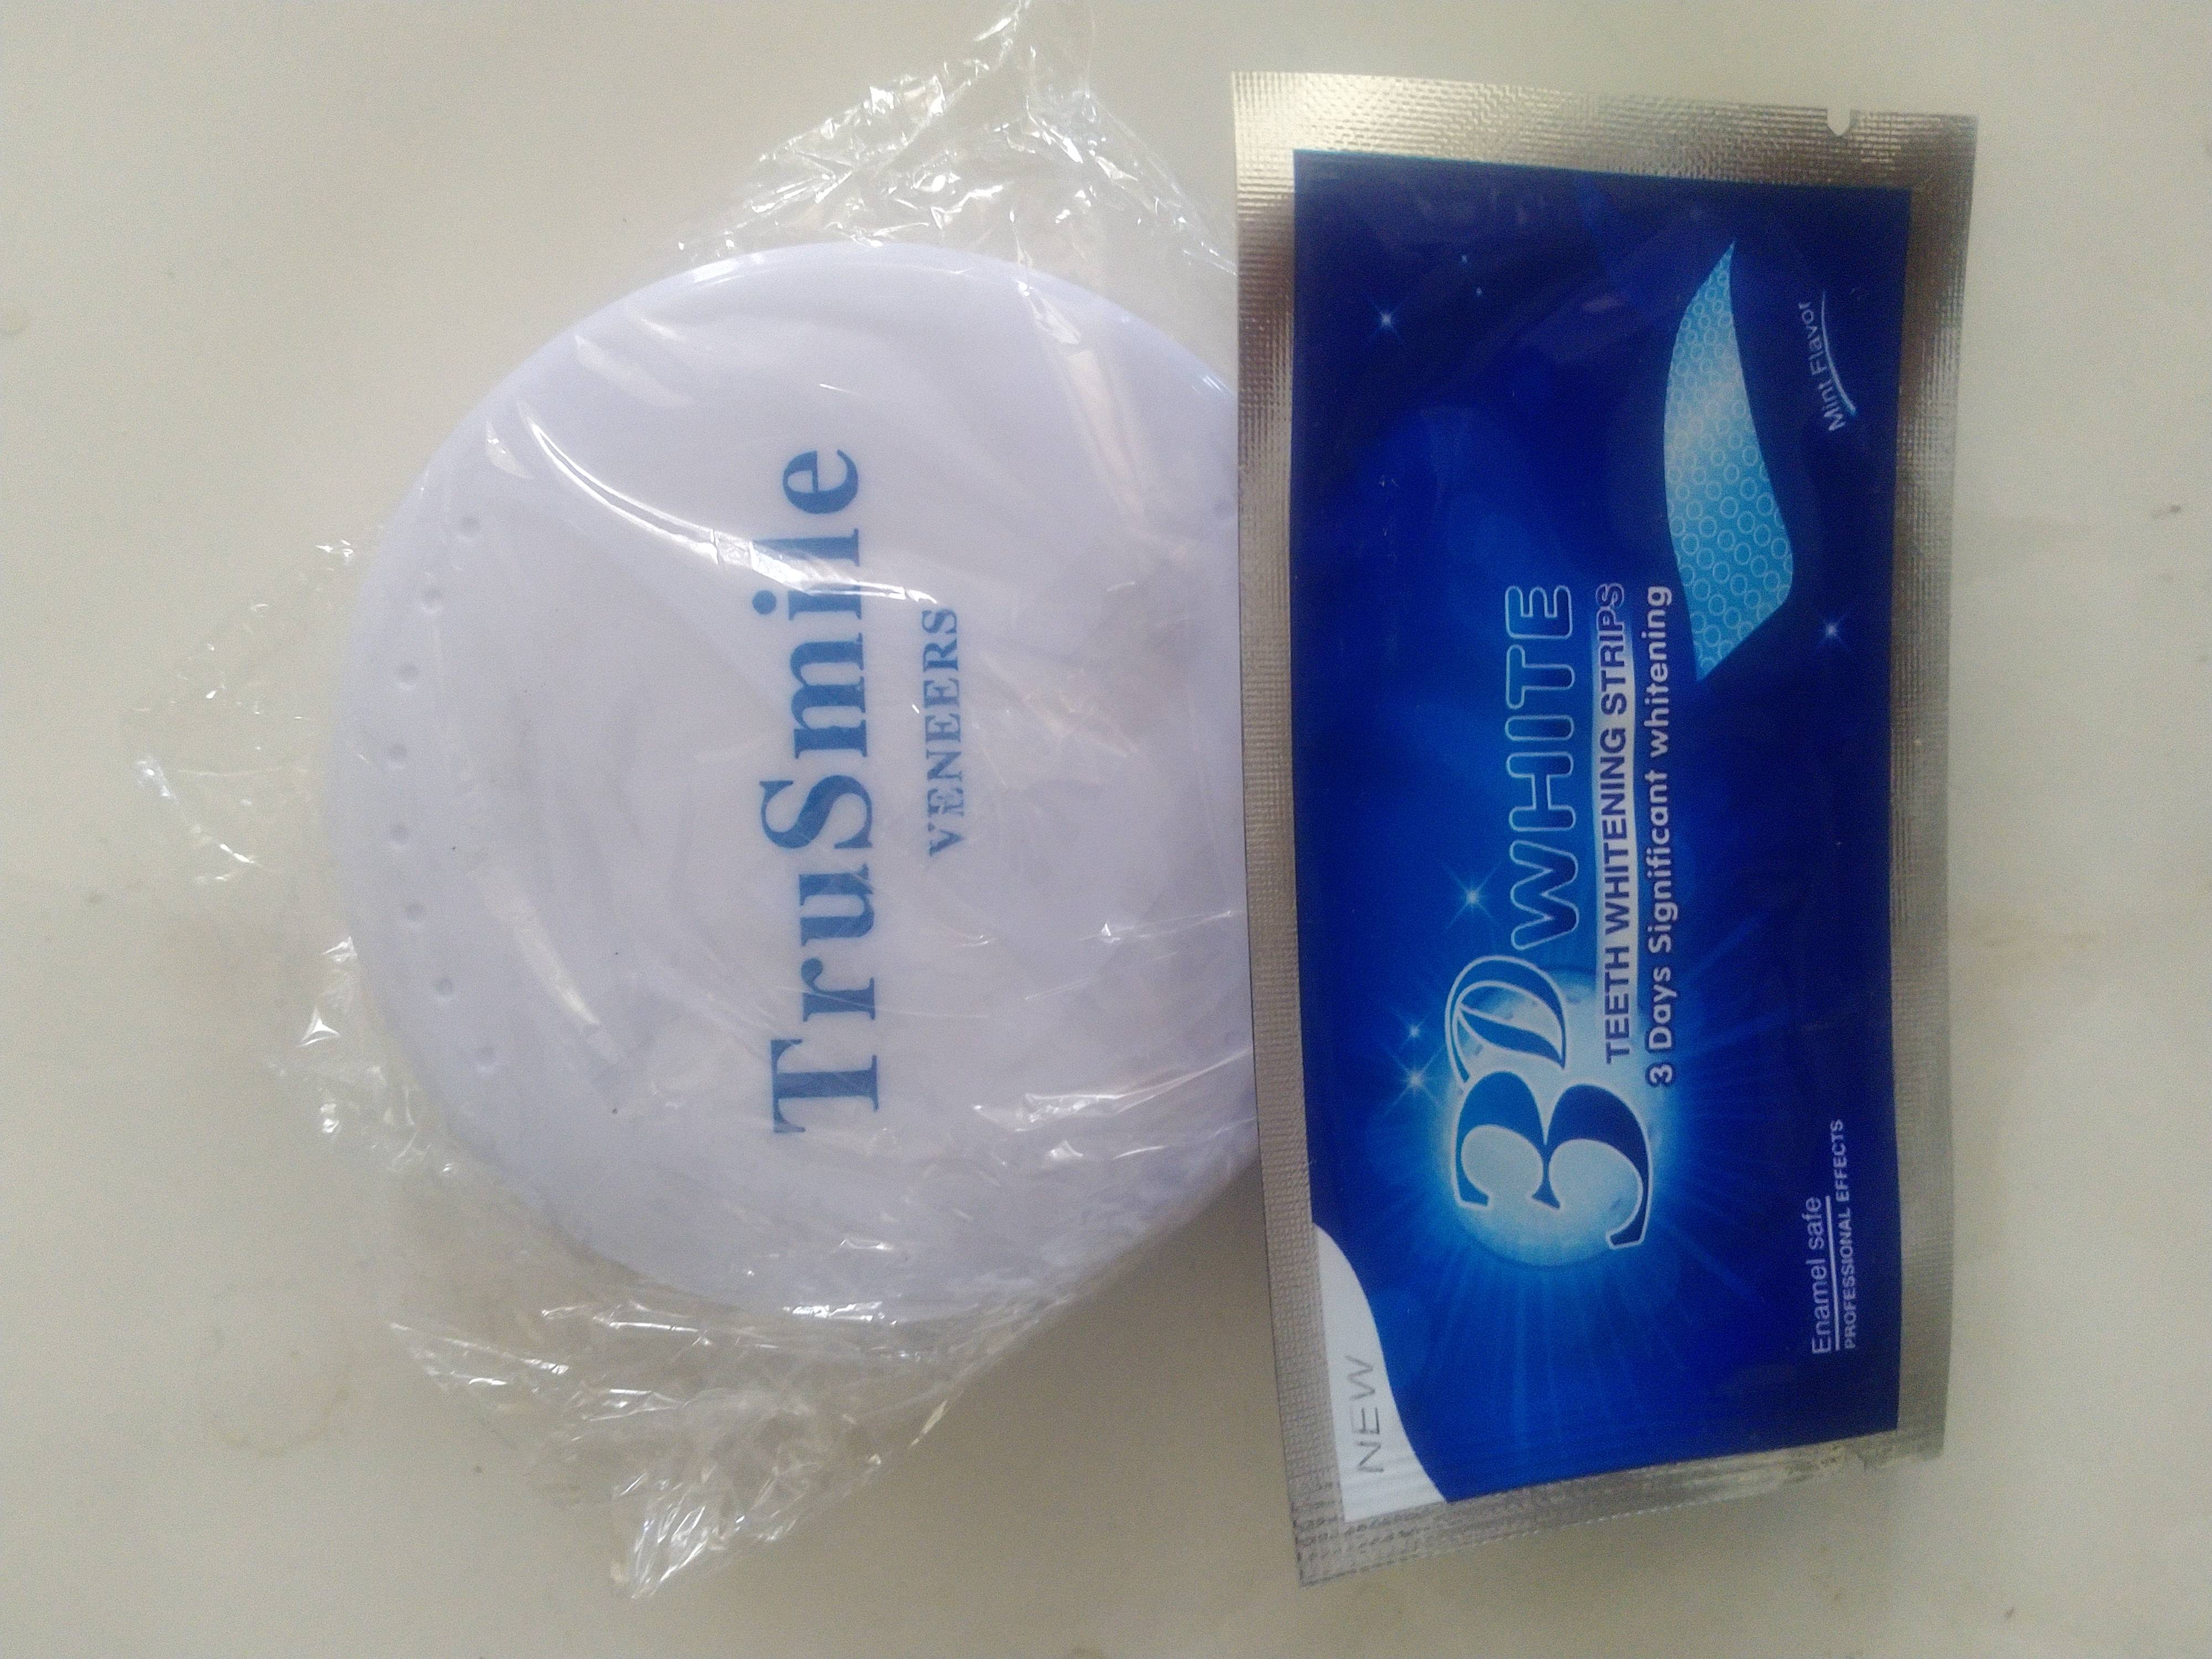 TruSmile
VENEERS
NEW
3D WHITE
TEETH WHITENING STRIPS
3 Days Significant whitening
Enamel safe
PROFESSIONAL EFFECTS
Mint Flavor